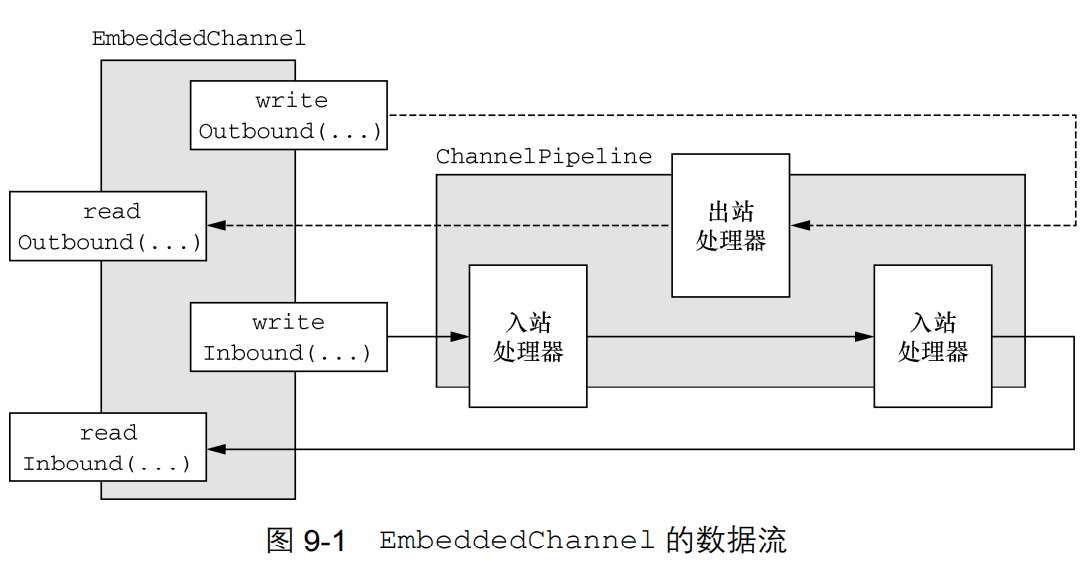 EmbeddedChannel
write
Outbound(...)
ChannelPipeline
read
Outbound(...)
出站
处理器
write
Inbound(...)
入站
处理器
入站
处理器
read
Inbound(...)
图 9-1 EmbeddedChannel 的数据流